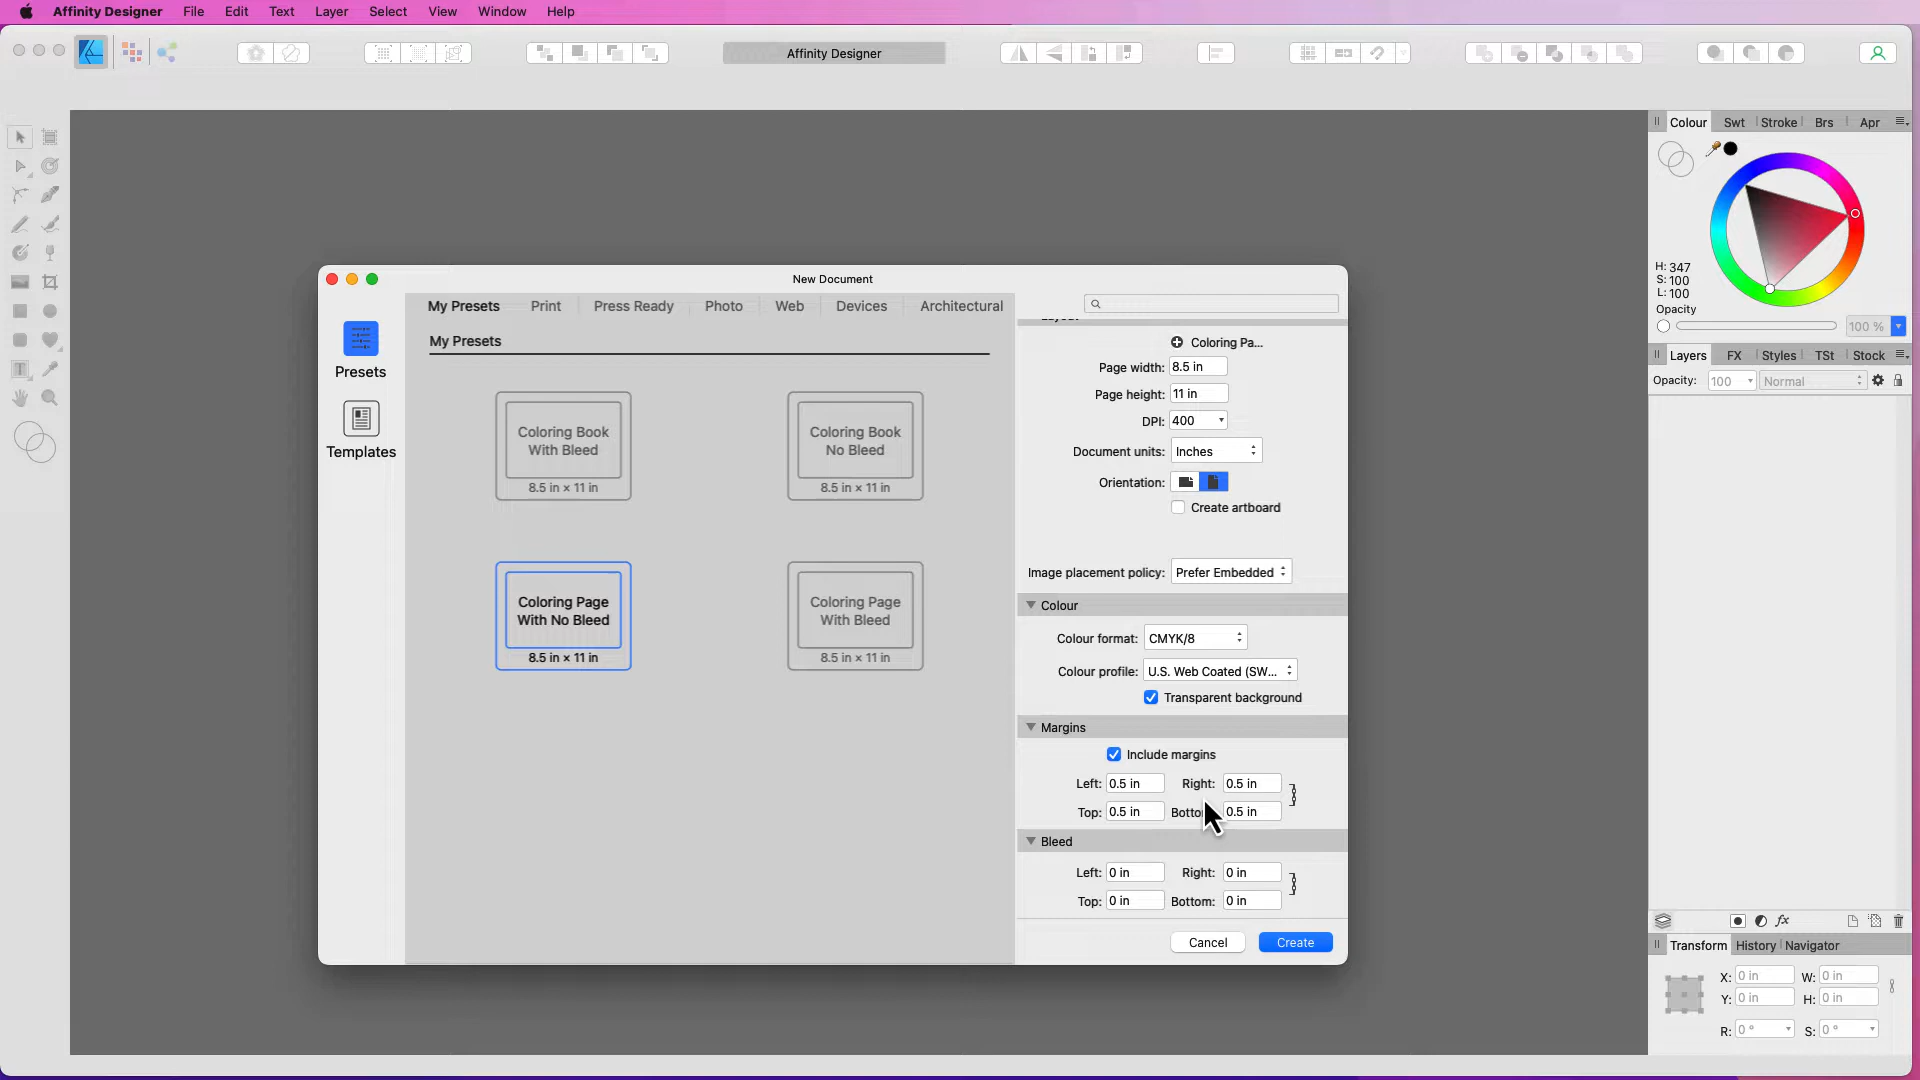 Affinity Designer File Edit Text Layer Select View Window Help
Affinity Designer
Colour Swt Stroke Brs Apr
H: 347
S: 100
L: 100
Opacity
100 %
Layers FX Styles TSt Stock
Opacity: 100 Normal
New Document
My Presets Print Press Ready Photo Web Devices Architectural
Presets
Templates
My Presets
Coloring Book
With Bleed
8.5 in × 11 in
Coloring Book
No Bleed
8.5 in × 11 in
Coloring Page
With No Bleed
8.5 in × 11 in
Coloring Page
With Bleed
8.5 in × 11 in
Coloring Pa...
Page width: 8.5 in
Page height: 11 in
DPI: 400
Document units: Inches
Orientation:
Create artboard
Image placement policy: Prefer Embedded
Colour
Colour format: CMYK/8
Colour profile: U.S. Web Coated (SW...
Transparent background
Margins
Include margins
Left: 0.5 in Right: 0.5 in
Top: 0.5 in 0.5 in
Bleed
Left: 0 in Right: 0 in
Top: 0 in Bottom: 0 in
Cancel Create
fx
Transform History Navigator
X: 0 in W: 0 in
Y: 0 in H: 0 in
R: 0 ° S: 0 °